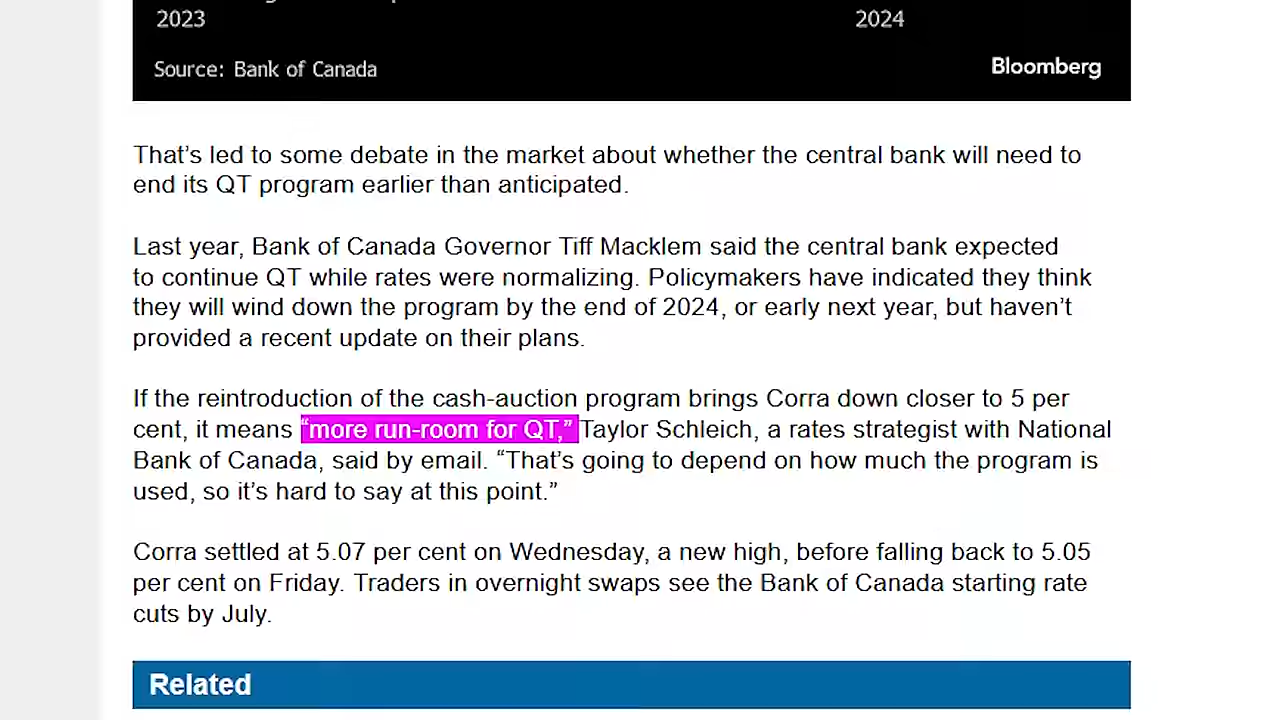 2023 2024
Source: Bank of Canada Bloomberg
That's led to some debate in the market about whether the central bank will need to
end its QT program earlier than anticipated.
Last year, Bank of Canada Governor Tiff Macklem said the central bank expected
to continue QT while rates were normalizing. Policymakers have indicated they think
they will wind down the program by the end of 2024, or early next year, but haven't
provided a recent update on their plans.
If the reintroduction of the cash-auction program brings Corra down closer to 5 per
cent, it means “more run-room for QT,” Taylor Schleich, a rates strategist with National
Bank of Canada, said by email. “That's going to depend on how much the program is
used, so it's hard to say at this point.”
Corra settled at 5.07 per cent on Wednesday, a new high, before falling back to 5.05
per cent on Friday. Traders in overnight swaps see the Bank of Canada starting rate
cuts by July.
Related